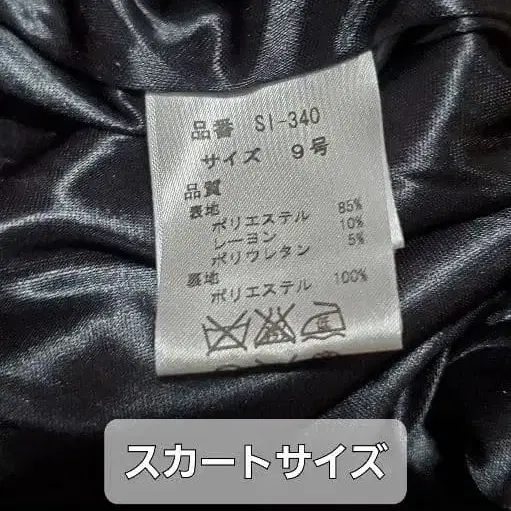 品番 SI-340
サイズ 9号
品質
表地
ポリエステル 85%
レーヨン 10%
ポリウレタン 5%
裏地
ポリエステル 100%
スカートサイズ